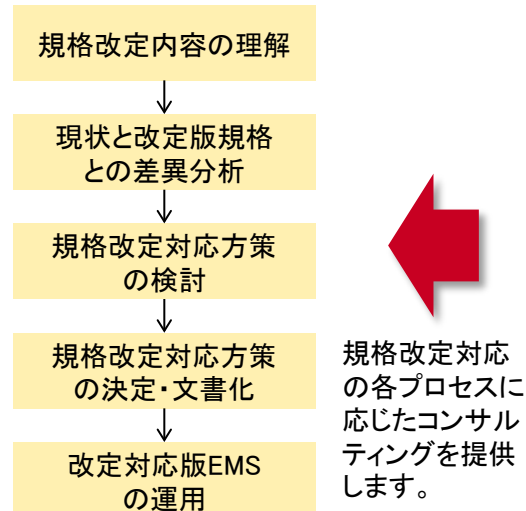 規格改定内容の理解
現状と改定版規格
との差異分析
規格改定対応方策
の検討
規格改定対応方策
の決定・文書化
改定対応版EMS
の運用
規格改定対応
の各プロセスに
応じたコンサル
ティングを提供
します。